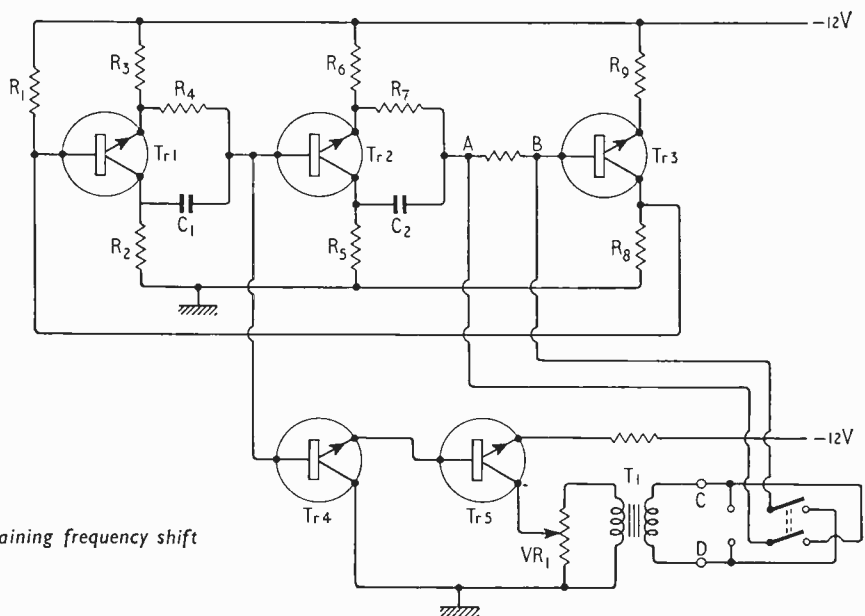 −12V
R1
R3
R4
R6
R7
R9
Tr1
Tr2
A
B
Tr3
C1
C2
R2
R5
R8
Tr4
Tr5
−12V
T1
C
D
VR1
aining frequency shift